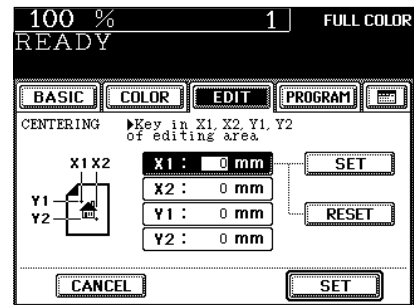 100 % 1 FULL COLOR
READY
BASIC COLOR EDIT PROGRAM
CENTERING ▶Key in X1, X2, Y1, Y2
of editing area
X1 X2
Y1
Y2
X1 : 0 mm SET
X2 : 0 mm
Y1 : 0 mm RESET
Y2 : 0 mm
CANCEL SET